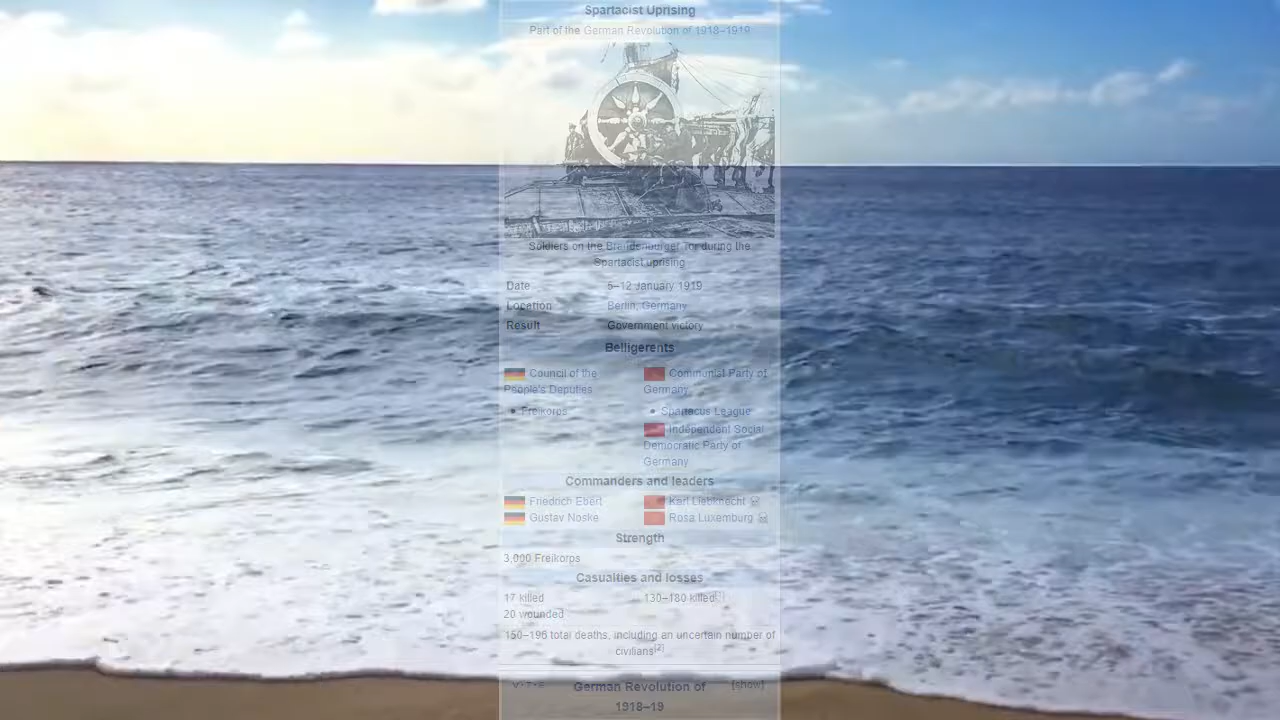 Spartacist Uprising
Part of the German Revolution of 1918–1919
Soldiers on the Brandenburger Tor during the
Spartacist uprising
Date 5–12 January 1919
Location Berlin, Germany
Result Government victory
Belligerents
Council of the People's Deputies
• Freikorps
Communist Party of Germany
• Spartacus League
Independent Social Democratic Party of Germany
Commanders and leaders
Friedrich Ebert
Gustav Noske
Karl Liebknecht
Rosa Luxemburg
Strength
3,000 Freikorps
Casualties and losses
17 killed
20 wounded
130–180 killed
150–196 total deaths, including an uncertain number of
civilians[2]
V·T·E German Revolution of [show]
1918–19